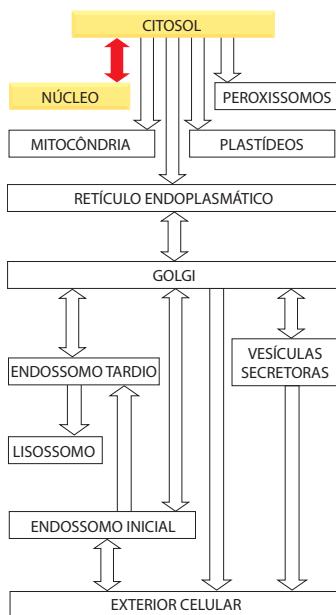 CITOSOL
NÚCLEO
PEROXISSOMOS
MITOCÔNDRIA
PLASTÍDEOS
RETÍCULO ENDOPLASMÁTICO
GOLGI
ENDOSSOMO TARDIO
VESÍCULAS
SECRETORAS
LISOSSOMO
ENDOSSOMO INICIAL
EXTERIOR CELULAR